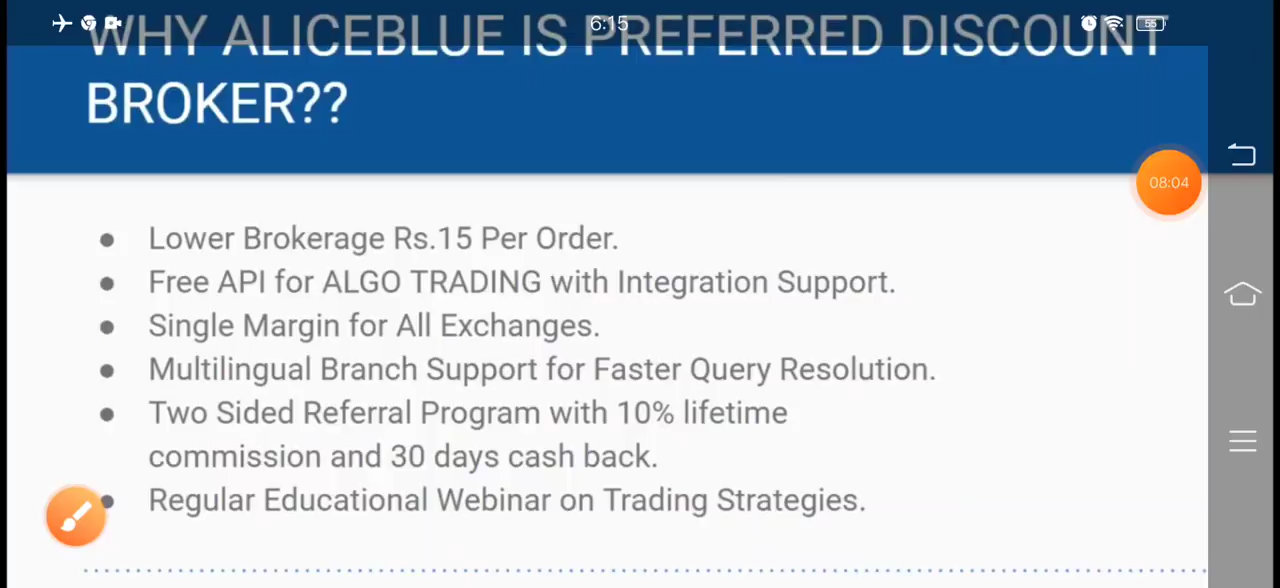 6:15
55
WHY ALICEBLUE IS PREFERRED DISCOUNT
BROKER??
08:04
● Lower Brokerage Rs.15 Per Order.
● Free API for ALGO TRADING with Integration Support.
● Single Margin for All Exchanges.
● Multilingual Branch Support for Faster Query Resolution.
● Two Sided Referral Program with 10% lifetime
commission and 30 days cash back.
● Regular Educational Webinar on Trading Strategies.